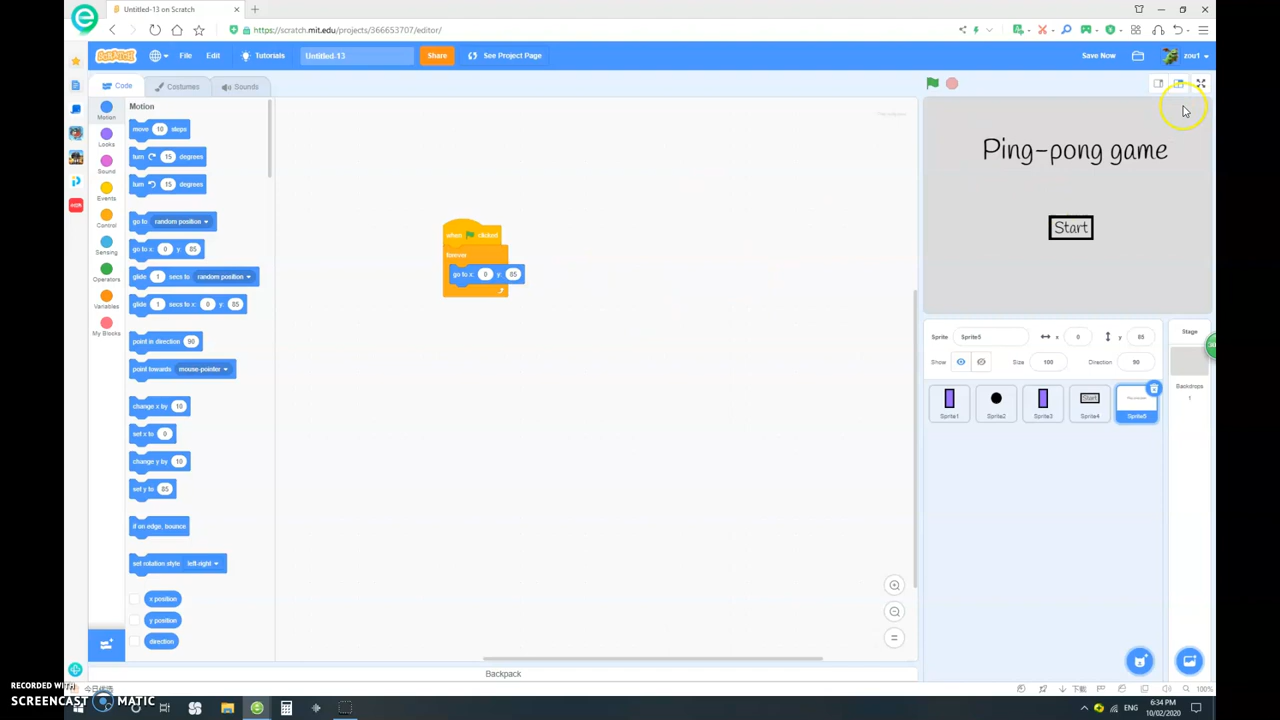 Untitled-13 on Scratch
https://scratch.mit.edu/projects/366653707/editor/
SCRATCH
File Edit Tutorials Untitled-13 Share See Project Page Save Now zou1
Code Costumes Sounds
Motion
Looks
Sound
Events
Control
Sensing
Operators
Variables
My Blocks
Motion
move 10 steps
turn 15 degrees
turn 15 degrees
go to random position
go to x: 0 y: 85
glide 1 secs to random position
glide 1 secs to x: 0 y: 85
point in direction 90
point towards mouse-pointer
change x by 10
set x to 0
change y by 10
set y to 85
if on edge, bounce
set rotation style left-right
x position
y position
direction
when clicked
forever
go to x: 0 y: 85
Ping-pong game
Start
Sprite Sprite5 x 0 y 85
Show Size 100 Direction 90
Start
Sprite1 Sprite2 Sprite3 Sprite4 Sprite5
Stage
Backdrops
1
Backpack
下载 100%
RECORDED WITH
SCREENCAST MATIC
ENG
6:34 PM
10/02/2020